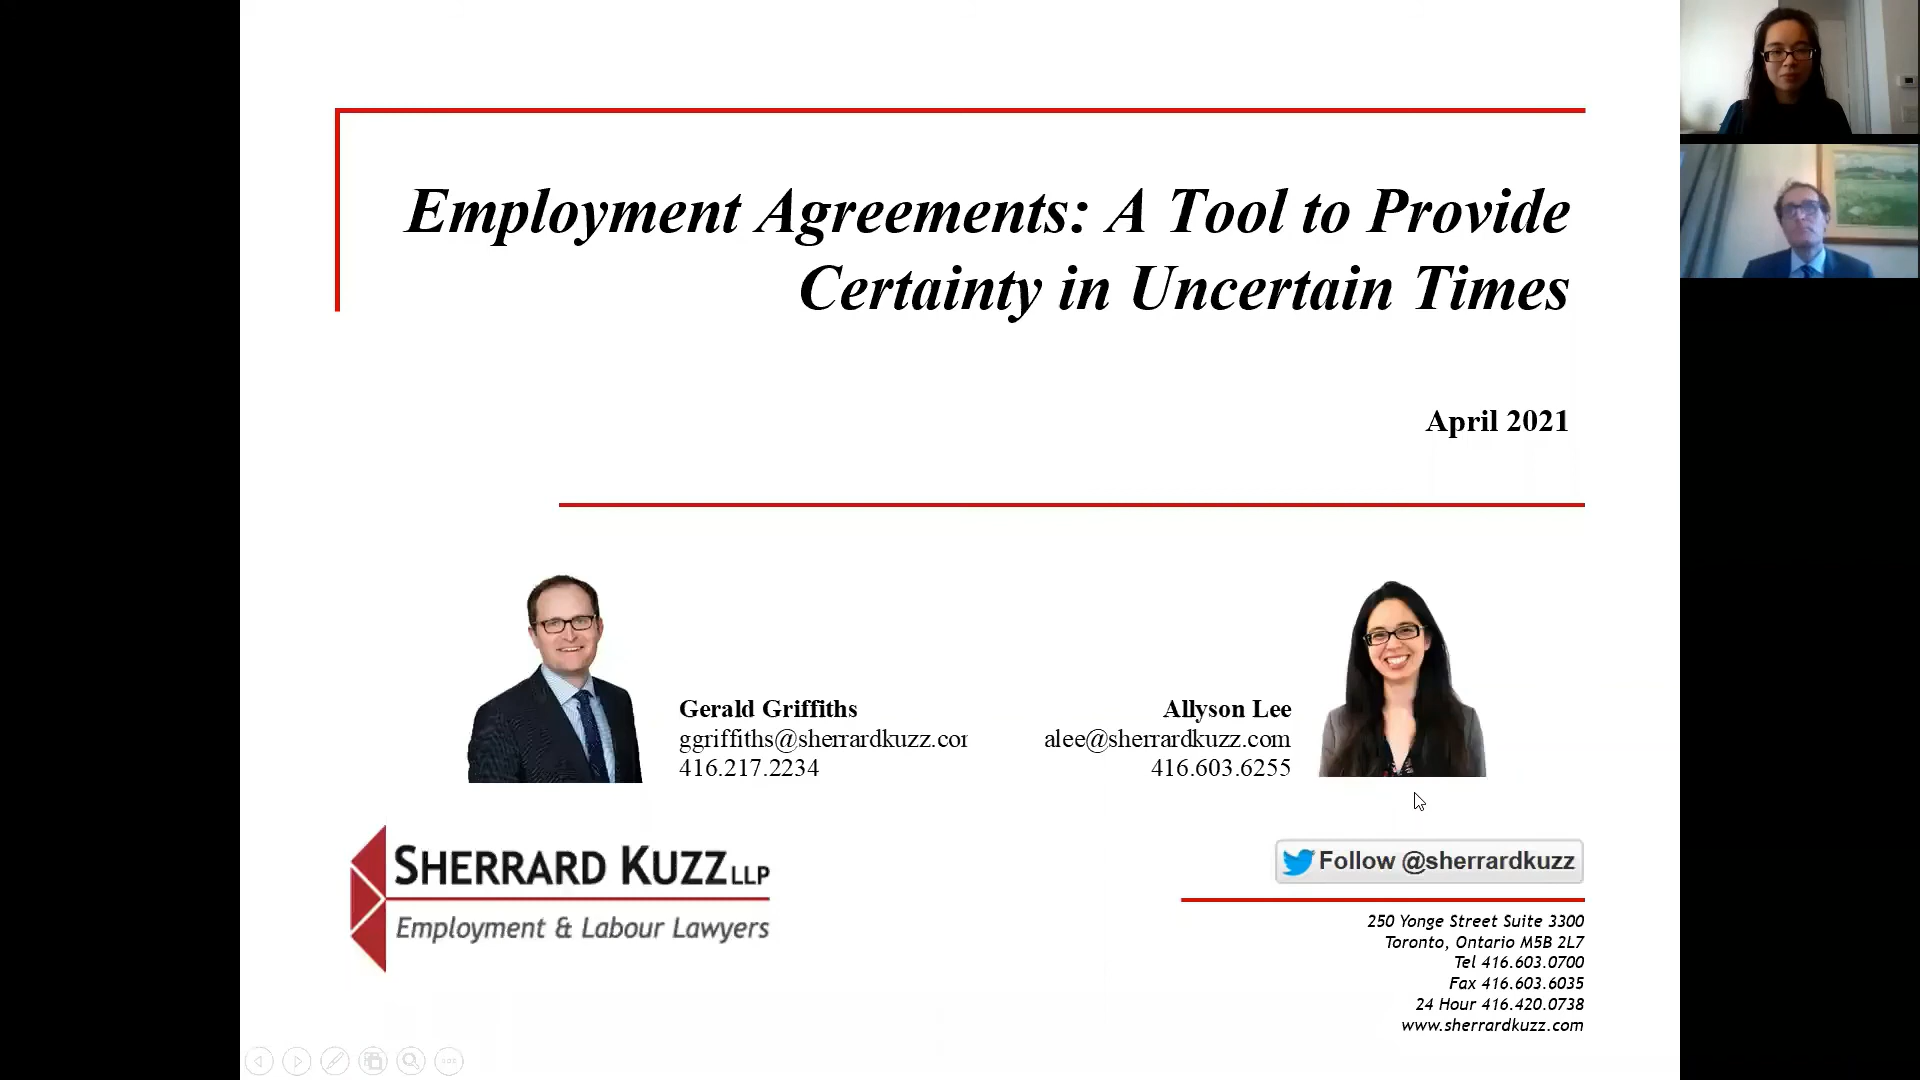 Employment Agreements: A Tool to Provide
Certainty in Uncertain Times
April 2021
Gerald Griffiths
ggriffiths@sherrardkuzz.cor
416.217.2234
Allyson Lee
alee@sherrardkuzz.com
416.603.6255
SHERRARD KUZZ LLP
Employment & Labour Lawyers
Follow @sherrardkuzz
250 Yonge Street Suite 3300
Toronto, Ontario M5B 2L7
Tel 416.603.0700
Fax 416.603.6035
24 Hour 416.420.0738
www.sherrardkuzz.com